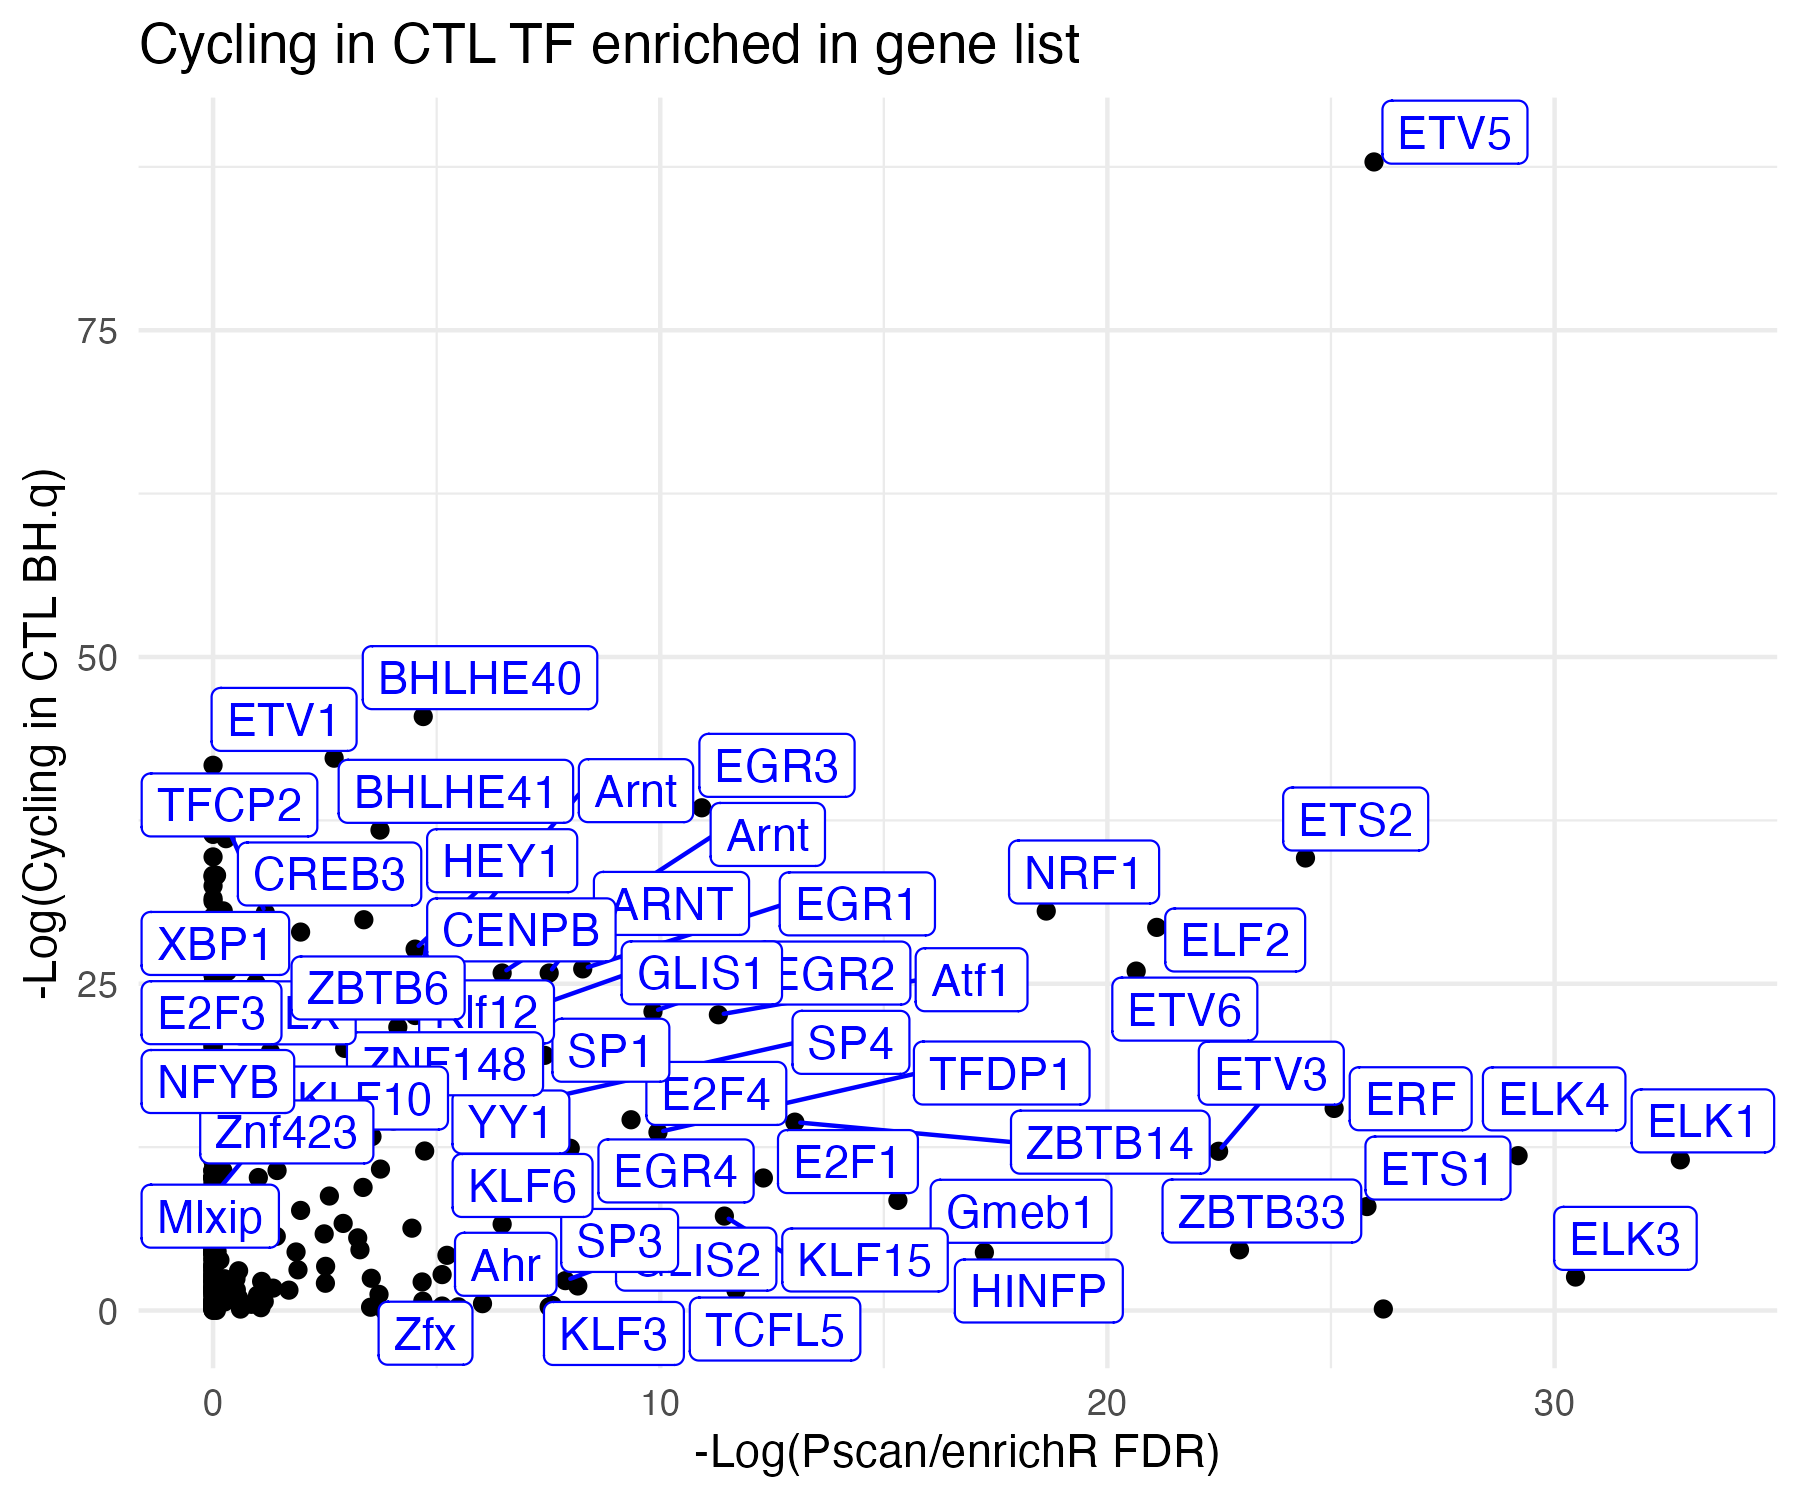 Cycling in CTL TF enriched in gene list
ETV5
75
50
25
0
-Log(Cycling in CTL BH.q)
BHLHE40
ETV1
EGR3
BHLHE41
Arnt
TFCP2
ETS2
Arnt
HEY1
CREB3
NRF1
ARNT
EGR1
CENPB
XBP1
ELF2
GLIS1
EGR2
Atf1
ZBTB6
Klf12
E2F3
ETV6
SP1
SP4
ZNF148
TFDP1
ETV3
NFYB
KLF10
E2F4
ERF
ELK4
YY1
ELK1
Znf423
ZBTB14
E2F1
EGR4
ETS1
KLF6
Mlxip
Gmeb1
ZBTB33
SP3
ELK3
Ahr
GLIS2
KLF15
HINFP
Zfx
KLF3
TCFL5
0
10
20
30
-Log(Pscan/enrichR FDR)